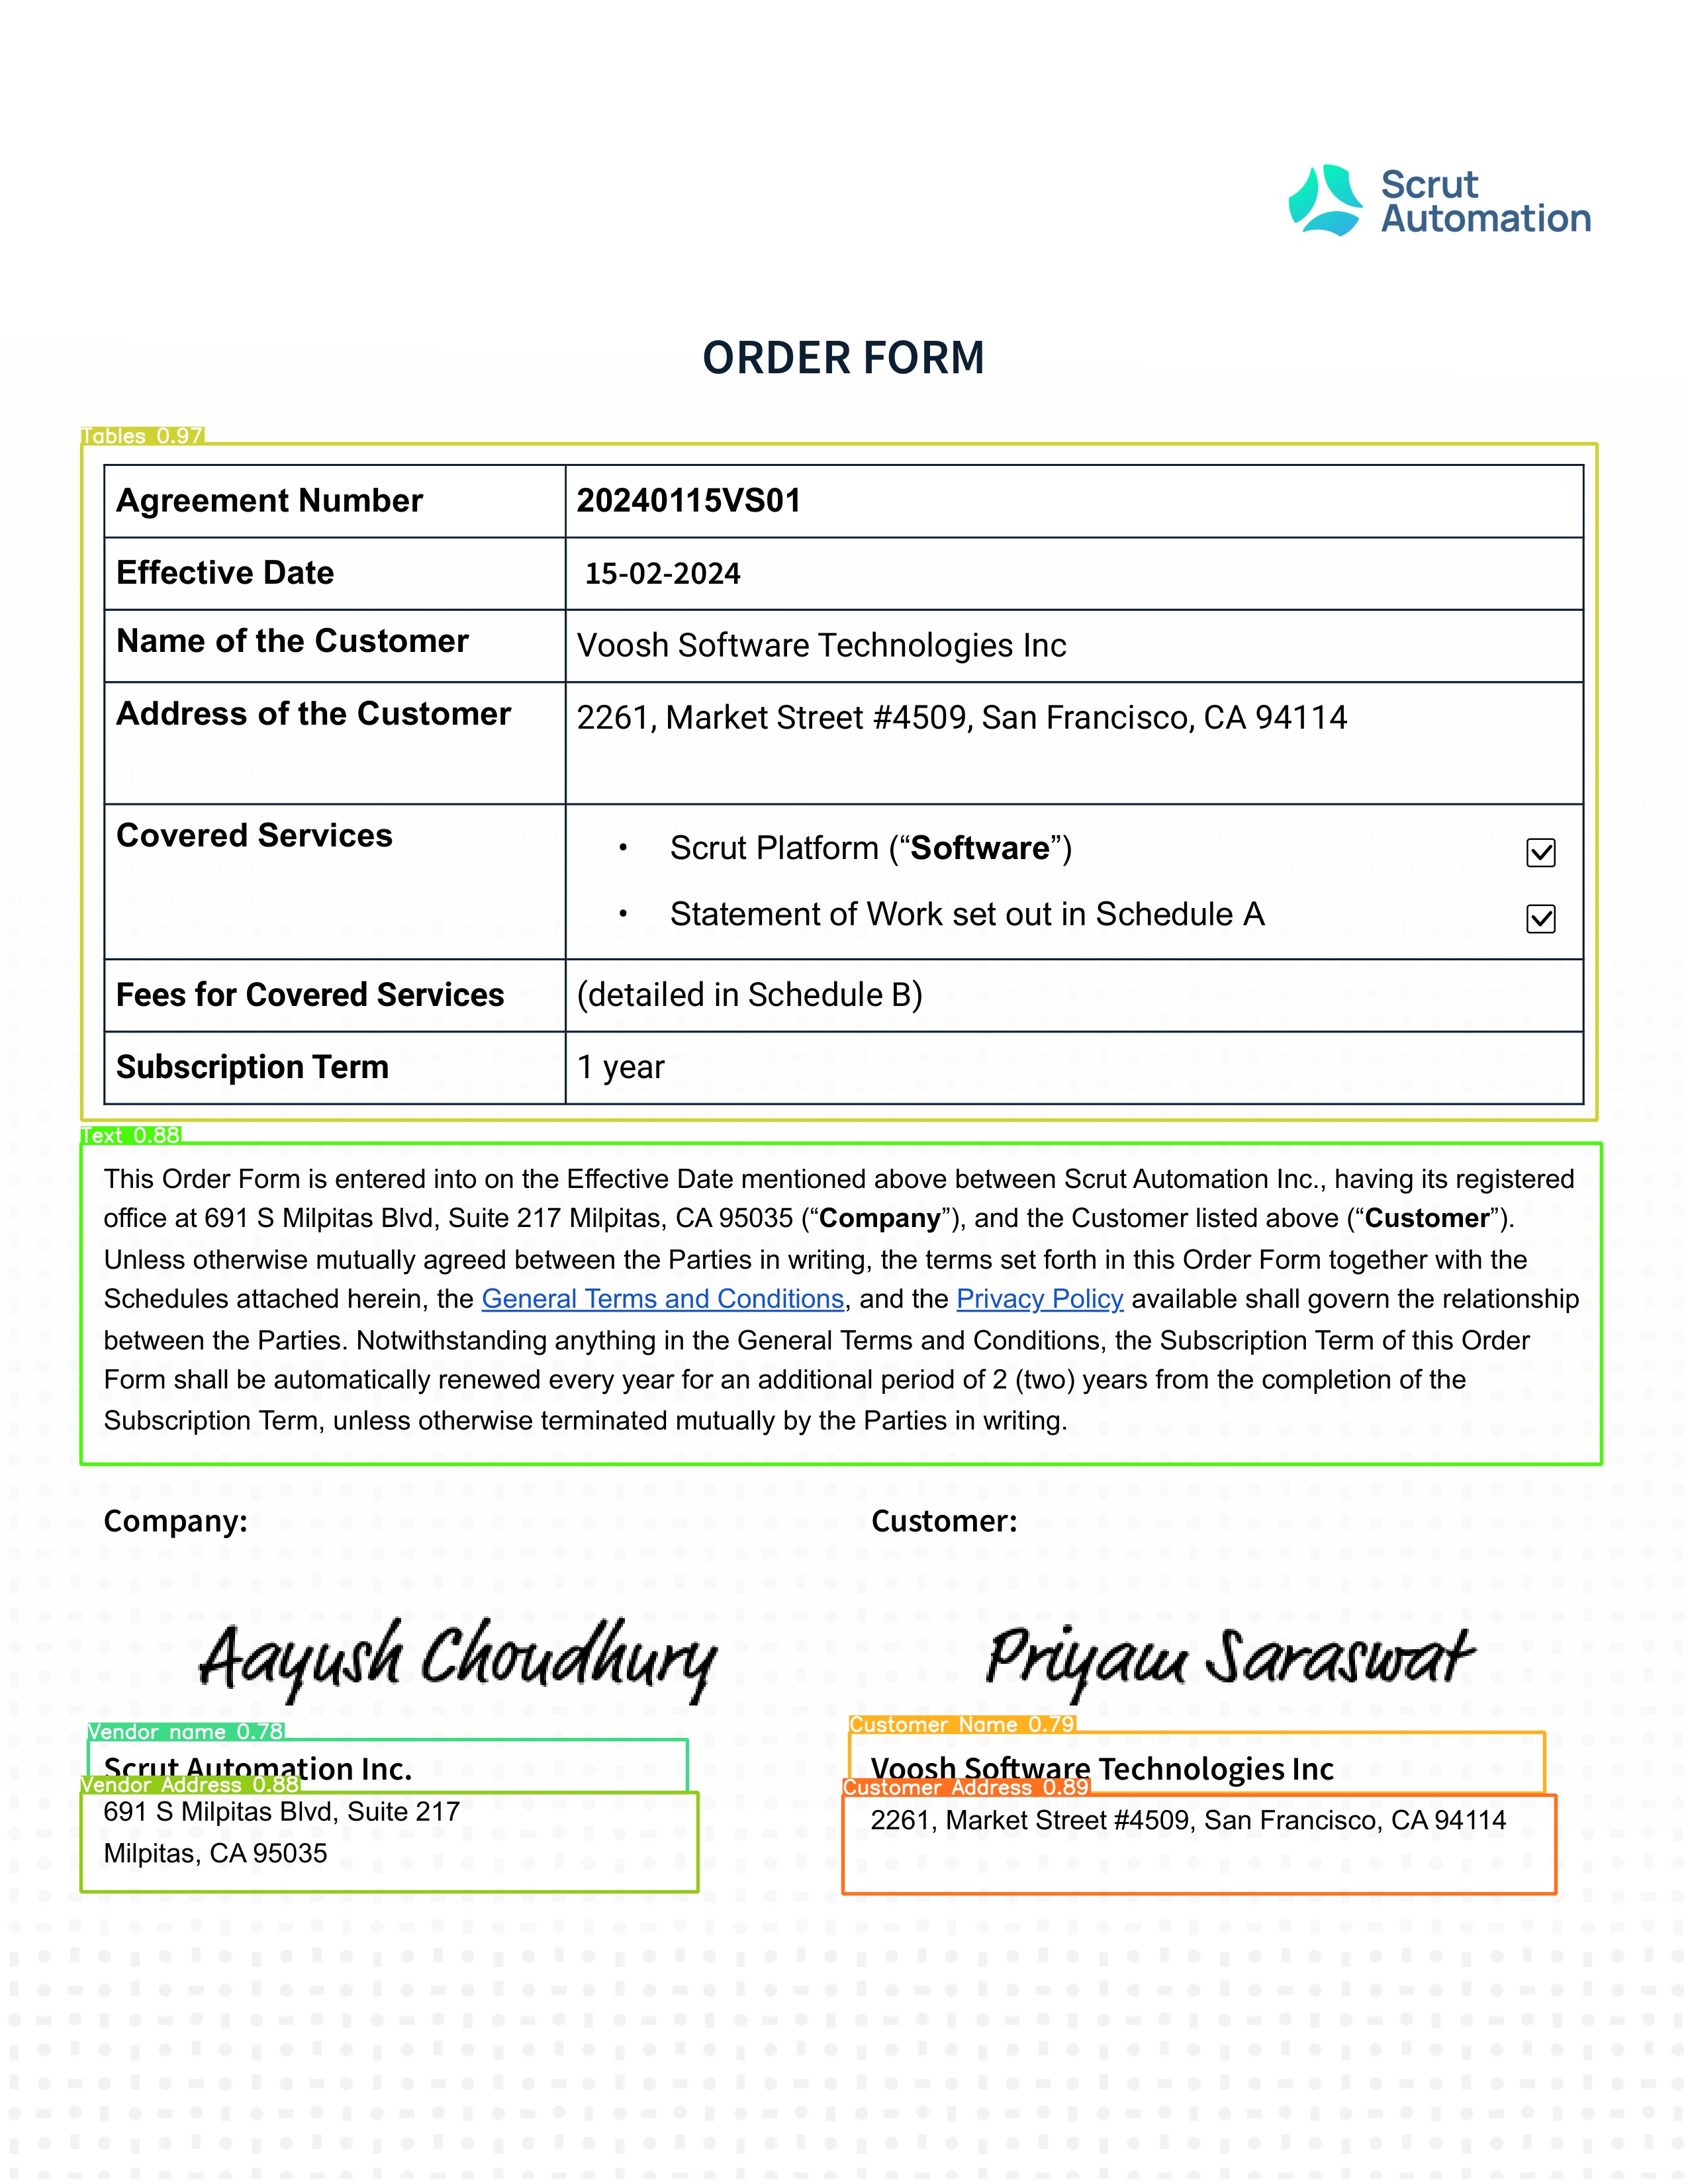 Scrut
Automation
ORDER FORM
Tables 0.97
Agreement Number 20240115VS01
Effective Date 15-02-2024
Name of the Customer Voosh Software Technologies Inc
Address of the Customer 2261, Market Street #4509, San Francisco, CA 94114
Covered Services • Scrut Platform (“Software”)
• Statement of Work set out in Schedule A
Fees for Covered Services (detailed in Schedule B)
Subscription Term 1 year
Text 0.88
This Order Form is entered into on the Effective Date mentioned above between Scrut Automation Inc., having its registered
office at 691 S Milpitas Blvd, Suite 217 Milpitas, CA 95035 (“Company”), and the Customer listed above (“Customer”).
Unless otherwise mutually agreed between the Parties in writing, the terms set forth in this Order Form together with the
Schedules attached herein, the General Terms and Conditions, and the Privacy Policy available shall govern the relationship
between the Parties. Notwithstanding anything in the General Terms and Conditions, the Subscription Term of this Order
Form shall be automatically renewed every year for an additional period of 2 (two) years from the completion of the
Subscription Term, unless otherwise terminated mutually by the Parties in writing.
Company: Customer:
Aayush Choudhury Priyam Saraswat
Vendor name 0.78 Customer Name 0.79
Scrut Automation Inc. Voosh Software Technologies Inc
Vendor Address 0.88 Customer Address 0.89
691 S Milpitas Blvd, Suite 217 2261, Market Street #4509, San Francisco, CA 94114
Milpitas, CA 95035